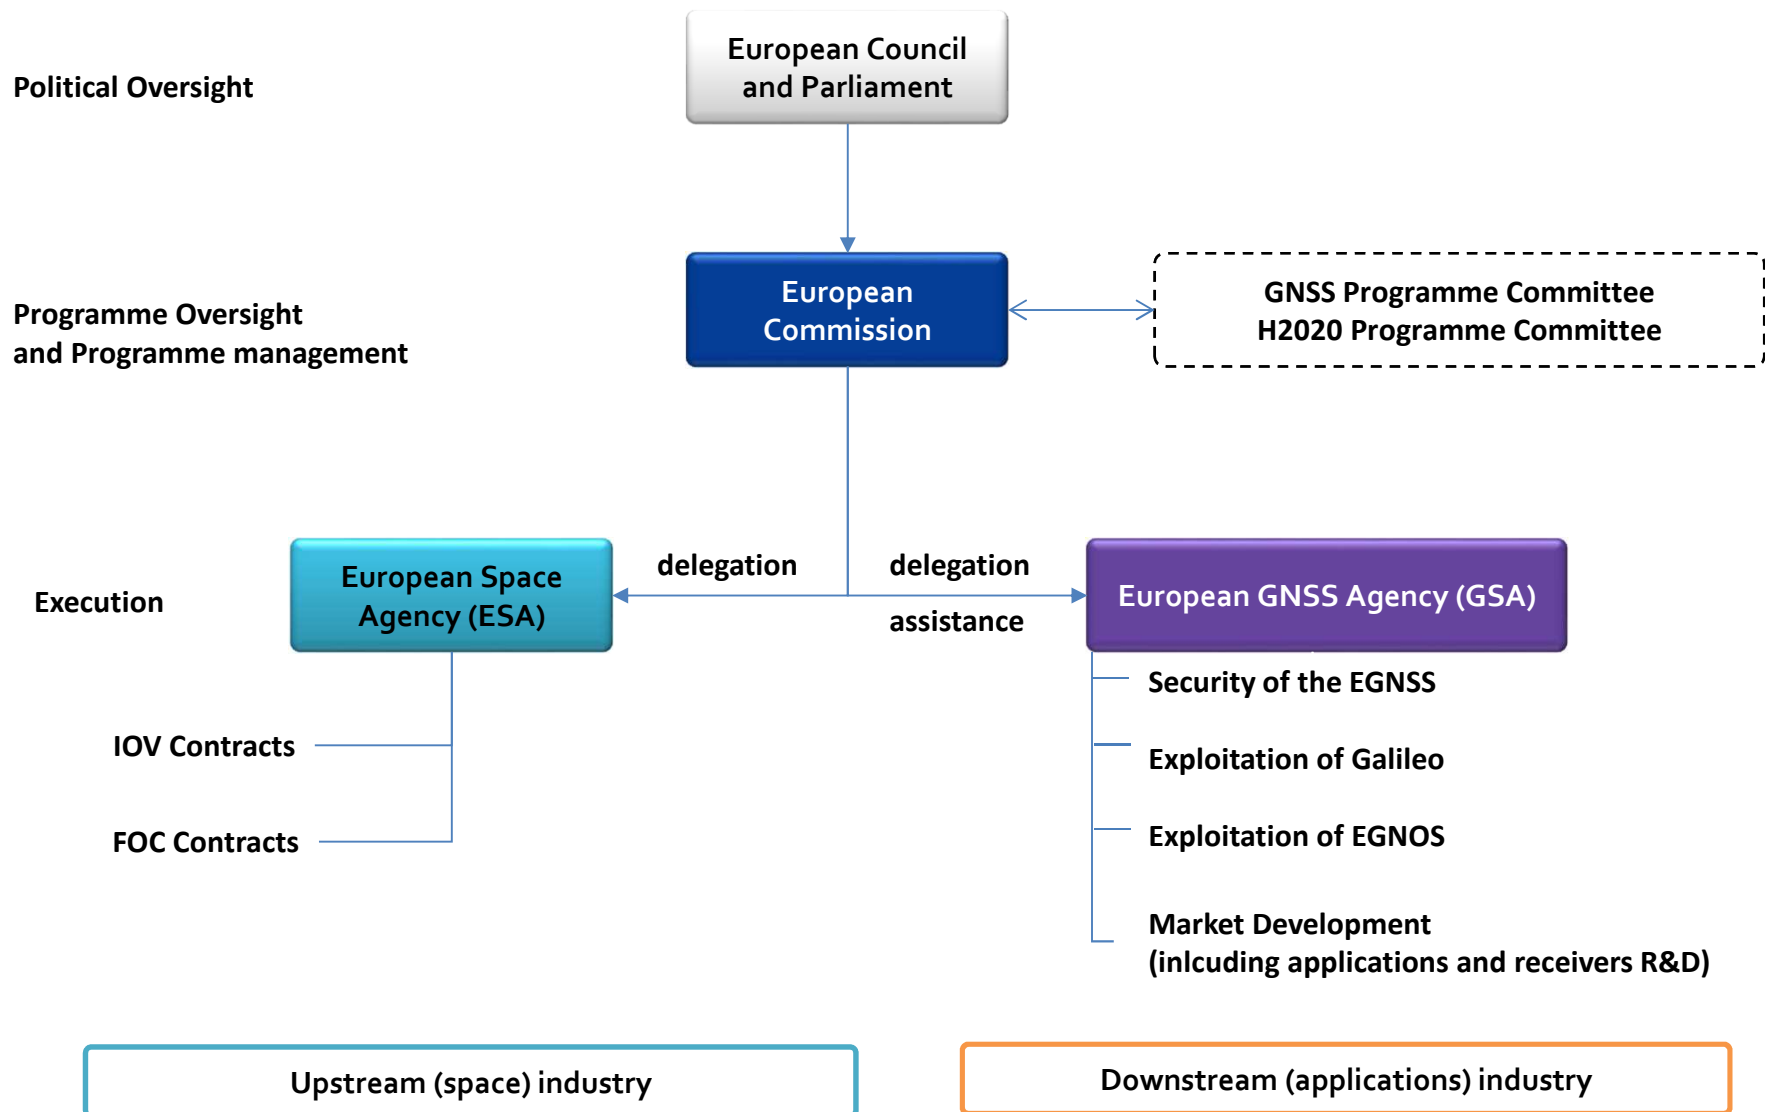 European Council
and Parliament
Political Oversight
European
Commission
GNSS Programme Committee
H2020 Programme Committee
Programme Oversight
and Programme management
European Space
Agency (ESA)
delegation
delegation
assistance
European GNSS Agency (GSA)
Execution
Security of the EGNSS
IOV Contracts
Exploitation of Galileo
FOC Contracts
Exploitation of EGNOS
Market Development
(inlcuding applications and receivers R&D)
Upstream (space) industry
Downstream (applications) industry